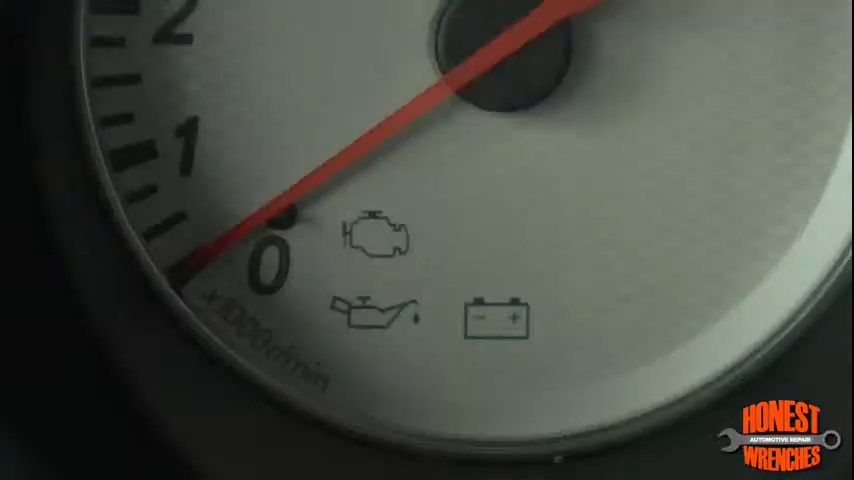 2
1
0
x1000r/min
- +
HONEST
AUTOMOTIVE REPAIR
WRENCHES